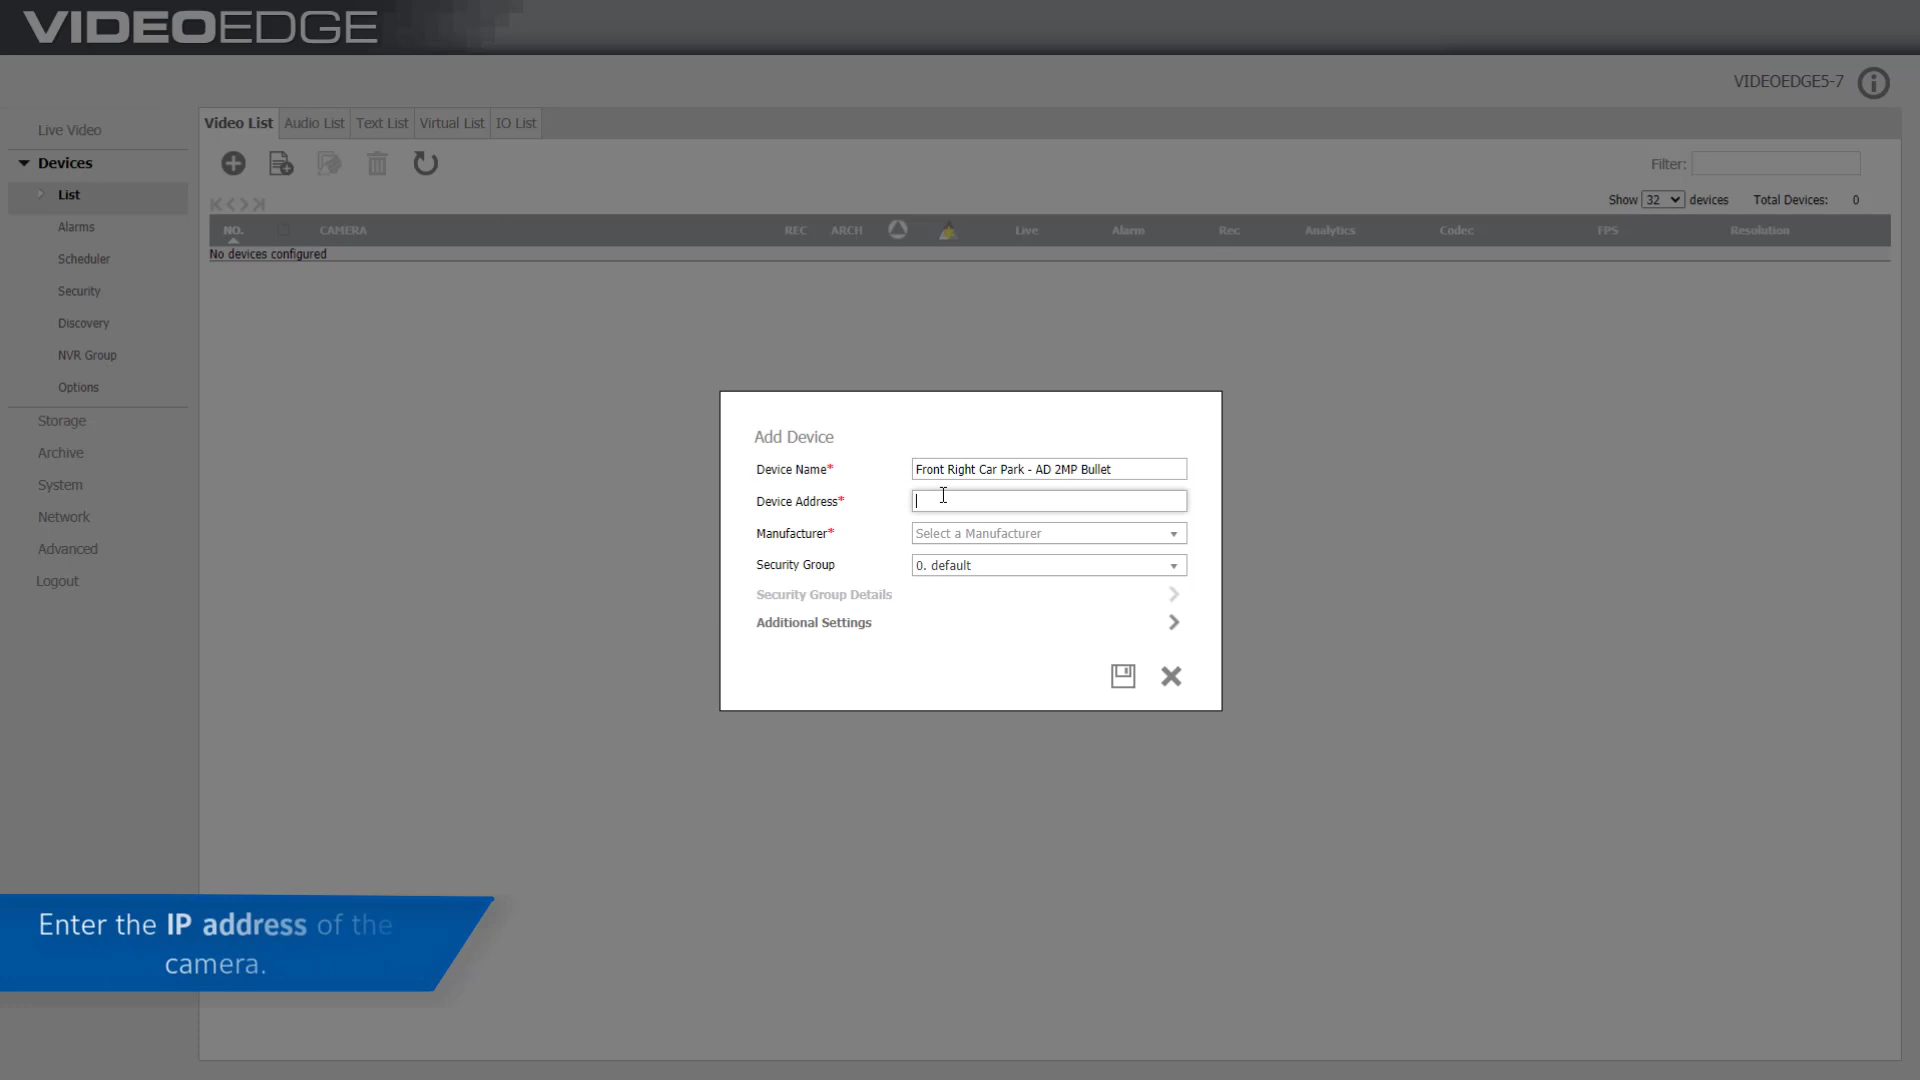 VIDEOEDGE
VIDEOEDGE5-7
Live Video
Devices
List
Alarms
Scheduler
Security
Discovery
NVR Group
Options
Storage
Archive
System
Network
Advanced
Logout
Video List Audio List Text List Virtual List IO List
Filter:
Show 32 devices Total Devices: 0
NO. CAMERA REC ARCH Live Alarm Rec Analytics Codec FPS Resolution
No devices configured
Add Device
Device Name* Front Right Car Park - AD 2MP Bullet
Device Address*
Manufacturer* Select a Manufacturer
Security Group 0. default
Security Group Details
Additional Settings
Enter the IP address of the
camera.